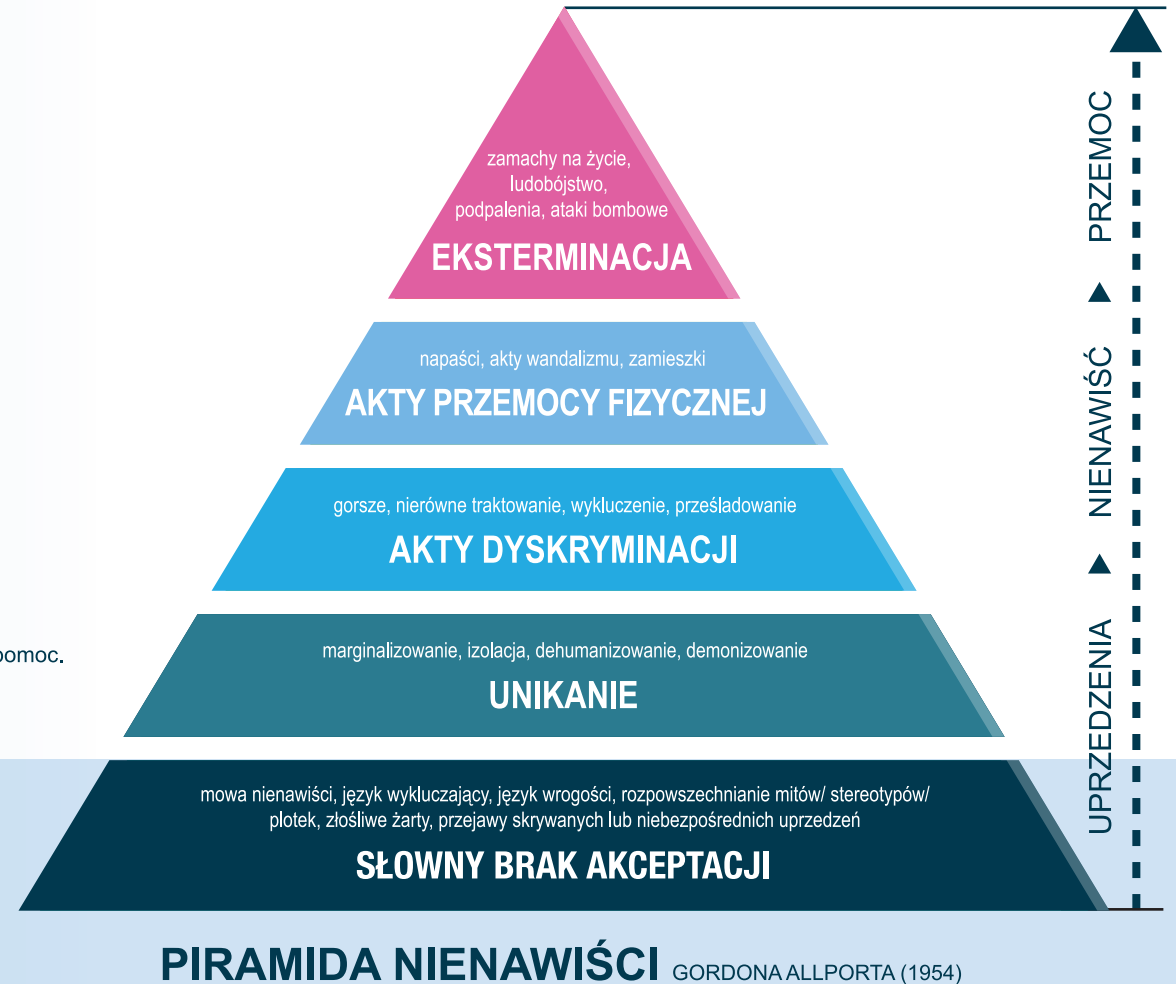 zamachy na życie,
ludobójstwo,
podpalenia, ataki bombowe
EKSTERMINACJA
napaści, akty wandalizmu, zamieszki
AKTY PRZEMOCY FIZYCZNEJ
gorsze, nierówne traktowanie, wykluczenie, prześladowanie
AKTY DYSKRYMINACJI
marginalizowanie, izolacja, dehumanizowanie, demonizowanie
UNIKANIE
mowa nienawiści, język wykluczający, język wrogości, rozpowszechnianie mitów/ stereotypów/
plotek, złośliwe żarty, przejawy skrywanych lub niebezpośrednich uprzedzeń
SŁOWNY BRAK AKCEPTACJI
UPRZEDZENIA ▶ NIENAWIŚĆ ▶ PRZEMOC
pomoc.
PIRAMIDA NIENAWIŚCI GORDONA ALLPORTA (1954)